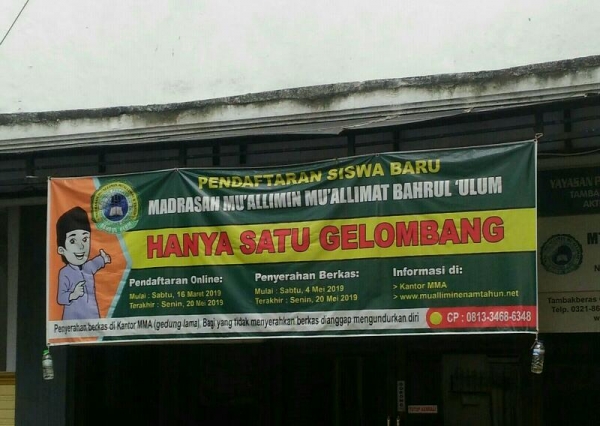 PENDAFTARAN SISWA BARU
MADRASAH MU'ALLIMIN MU'ALLIMAT BAHRUL 'ULUM
HANYA SATU GELOMBANG
Pendaftaran Online:
Mulai : Sabtu, 16 Maret 2019
Terakhir : Senin, 20 Mei 2019
Penyerahan Berkas:
Mulai : Sabtu, 4 Mei 2019
Terakhir : Senin, 20 Mei 2019
Informasi di:
> Kantor MMA
> www.mualliminenamtahun.net
Penyerahan berkas di Kantor MMA (gedung lama), Bagi yang tidak menyerahkan berkas dianggap mengundurkan diri
CP : 0813-3468-6348
YAYASAN
Tambakberas
Telp. 0321-86